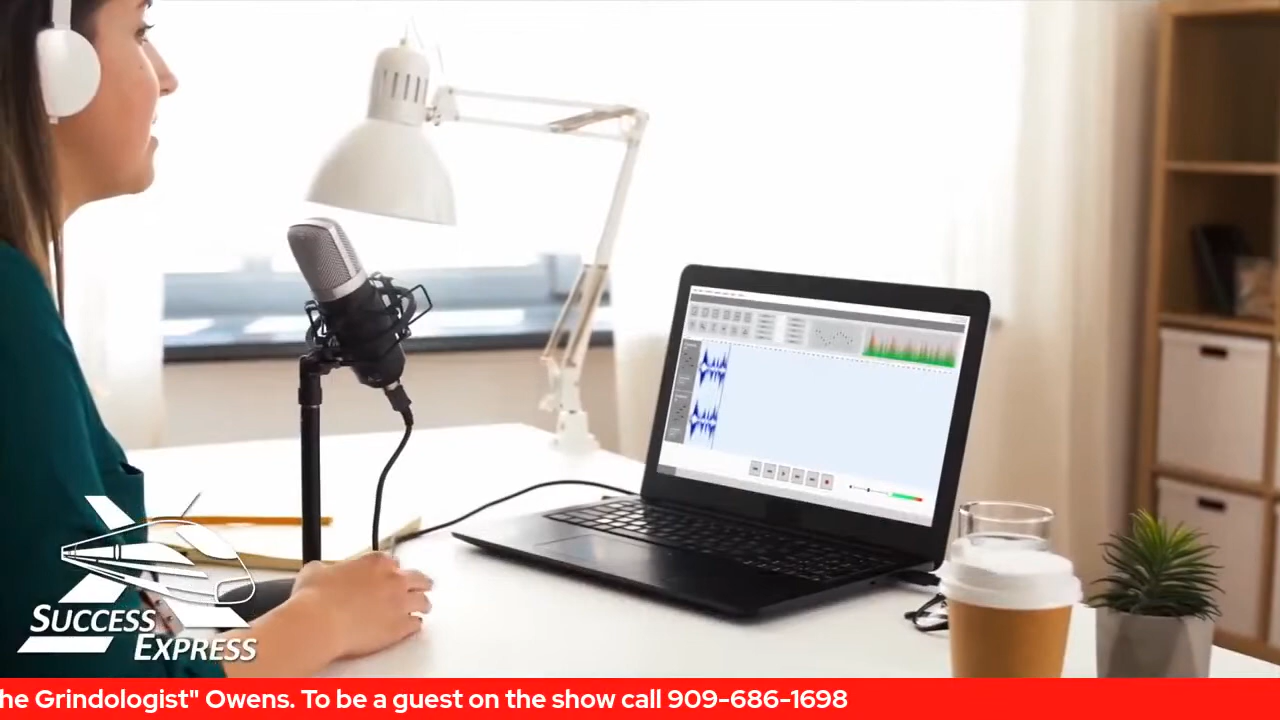 SUCCESS
EXPRESS
he Grindologist" Owens. To be a guest on the show call 909-686-1698